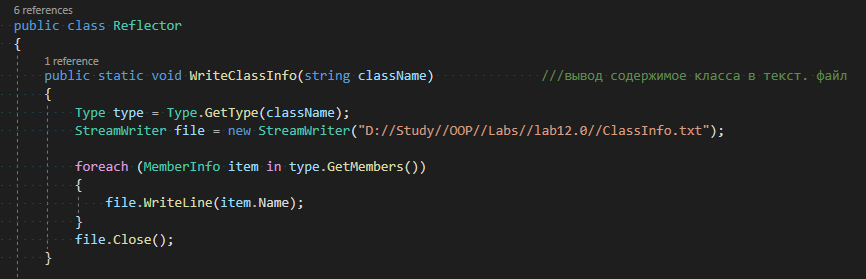 6 references
public class Reflector
{
1 reference
public static void WriteClassInfo(string className) ///вывод содержимое класса в текст. файл
{
Type type = Type.GetType(className);
StreamWriter file = new StreamWriter("D://Study//OOP//Labs//lab12.0//ClassInfo.txt");
foreach (MemberInfo item in type.GetMembers())
{
file.WriteLine(item.Name);
}
file.Close();
}